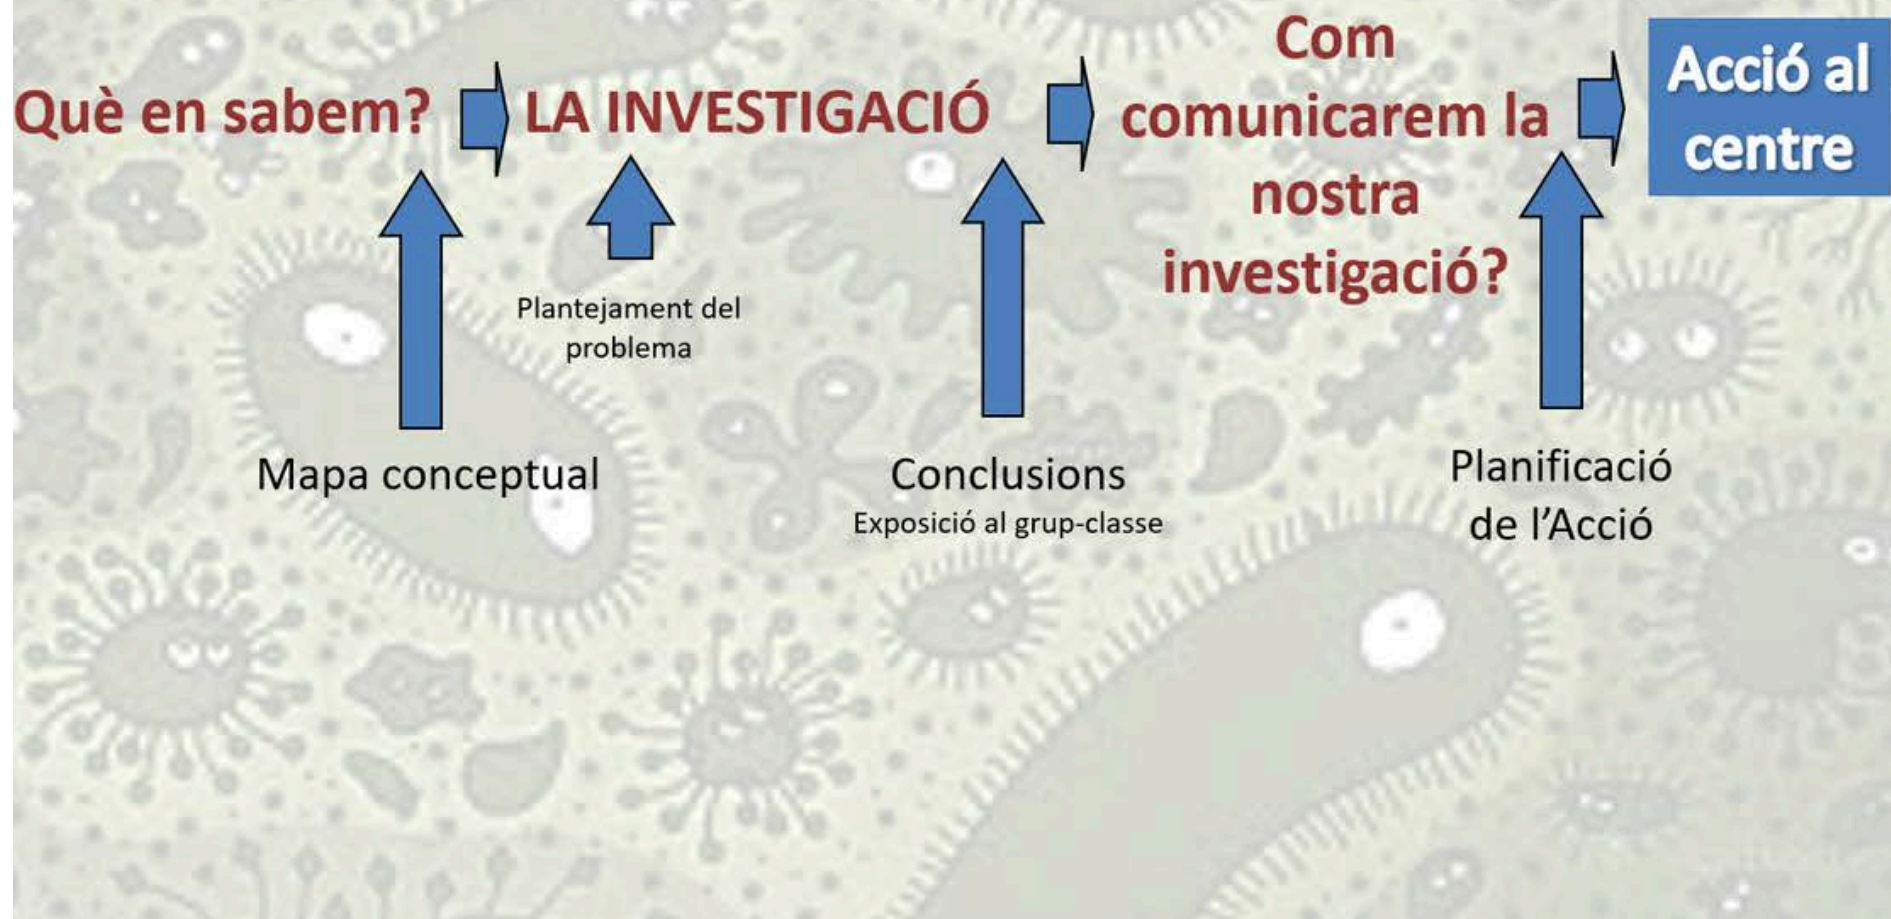 Què en sabem?
LA INVESTIGACIÓ
Com
comunicarem la
nostra
investigació?
Acció al
centre
Plantejament del
problema
Mapa conceptual
Conclusions
Exposició al grup-classe
Planificació
de l'Acció